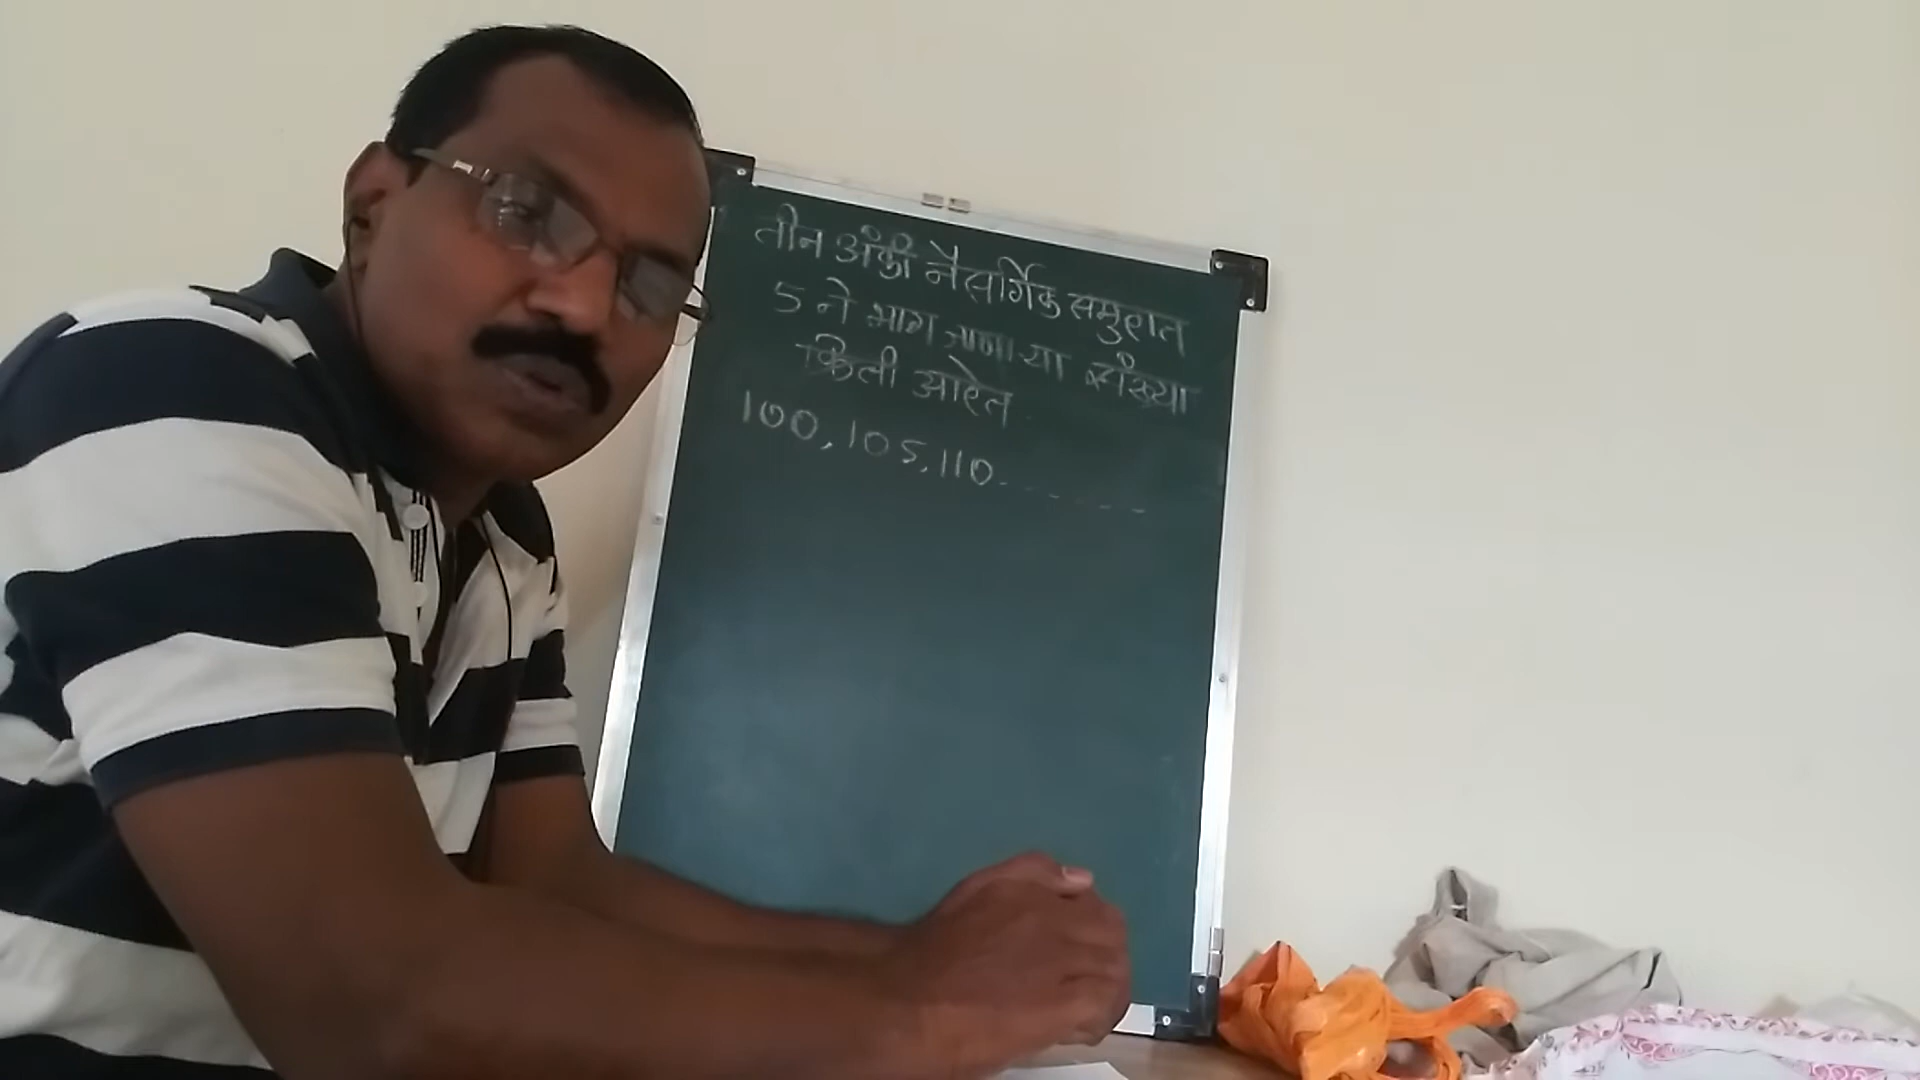 तीन अंकी नैसर्गिक समुहात
5 ने भाग जाणाऱ्या संख्या
किती आहेत
100, 105, 110------